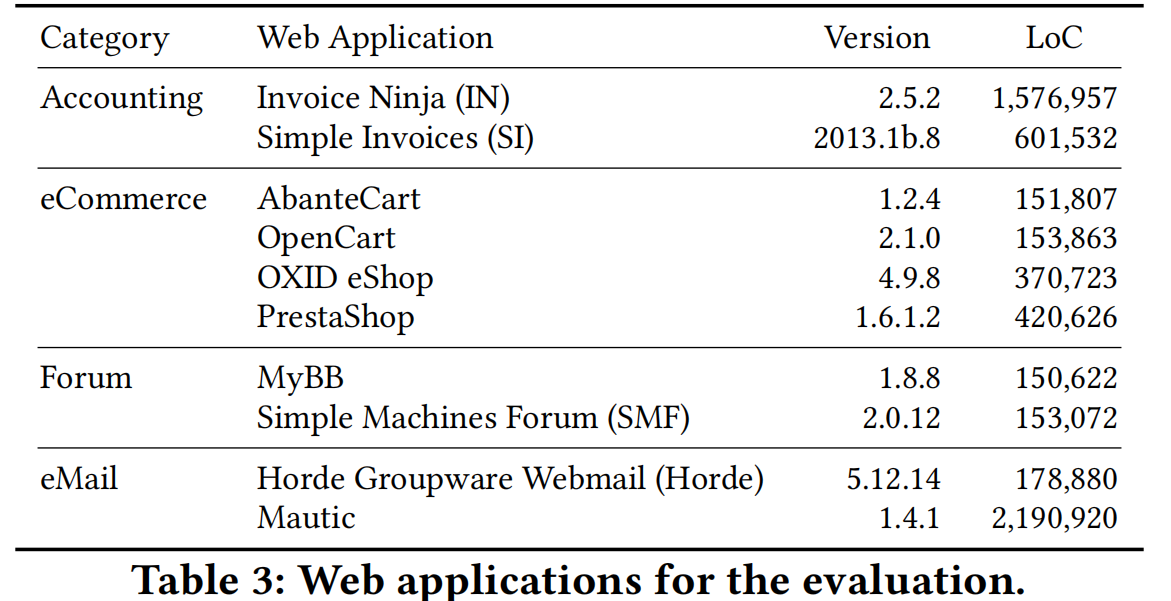 Category Web Application Version LoC
Accounting Invoice Ninja (IN) 2.5.2 1,576,957
Simple Invoices (SI) 2013.1b.8 601,532
eCommerce AbanteCart 1.2.4 151,807
OpenCart 2.1.0 153,863
OXID eShop 4.9.8 370,723
PrestaShop 1.6.1.2 420,626
Forum MyBB 1.8.8 150,622
Simple Machines Forum (SMF) 2.0.12 153,072
eMail Horde Groupware Webmail (Horde) 5.12.14 178,880
Mautic 1.4.1 2,190,920
Table 3: Web applications for the evaluation.